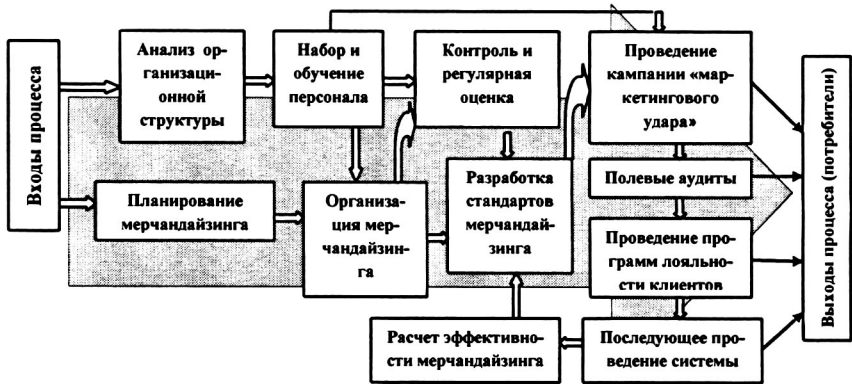 Входы процесса
Анализ ор-
ганизаци-
онной
структуры
Набор и
обучение
персонала
Контроль и
регулярная
оценка
Проведение
кампании «мар-
кетингового
удара»
Выходы процесса (потребители)
Планирование
мерчандайзинга
Организа-
ция мер-
чандайзин-
га
Разработка
стандартов
мерчандай-
зинга
Полевые аудиты
Проведение про-
грамм лояльно-
сти клиентов
Расчет эффективно-
сти мерчандайзинга
Последующее про-
ведение системы